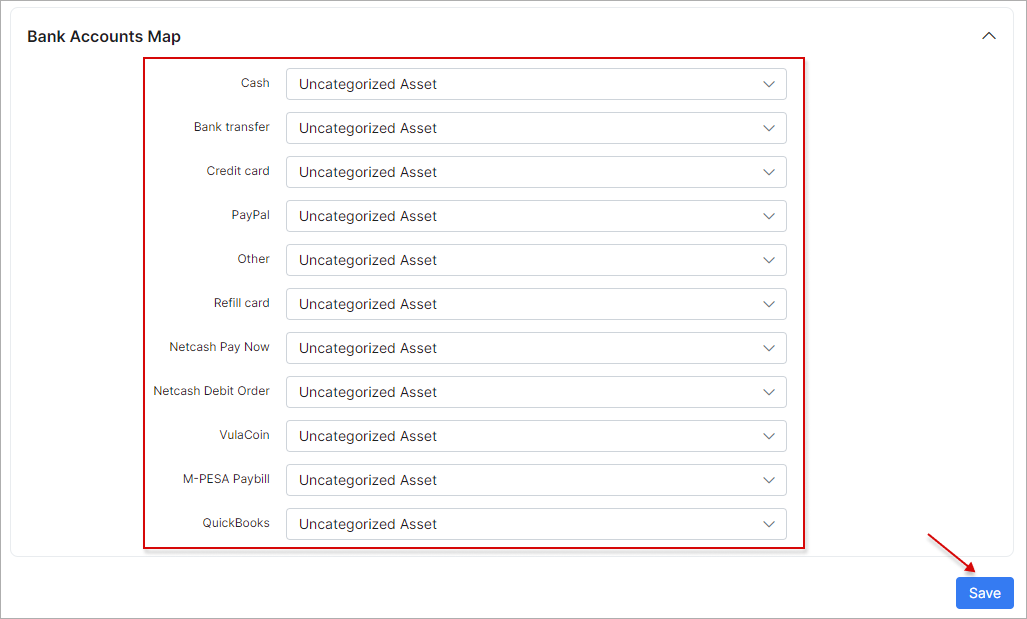 Bank Accounts Map
Cash Uncategorized Asset
Bank transfer Uncategorized Asset
Credit card Uncategorized Asset
PayPal Uncategorized Asset
Other Uncategorized Asset
Refill card Uncategorized Asset
Netcash Pay Now Uncategorized Asset
Netcash Debit Order Uncategorized Asset
VulaCoin Uncategorized Asset
M-PESA Paybill Uncategorized Asset
QuickBooks Uncategorized Asset
Save